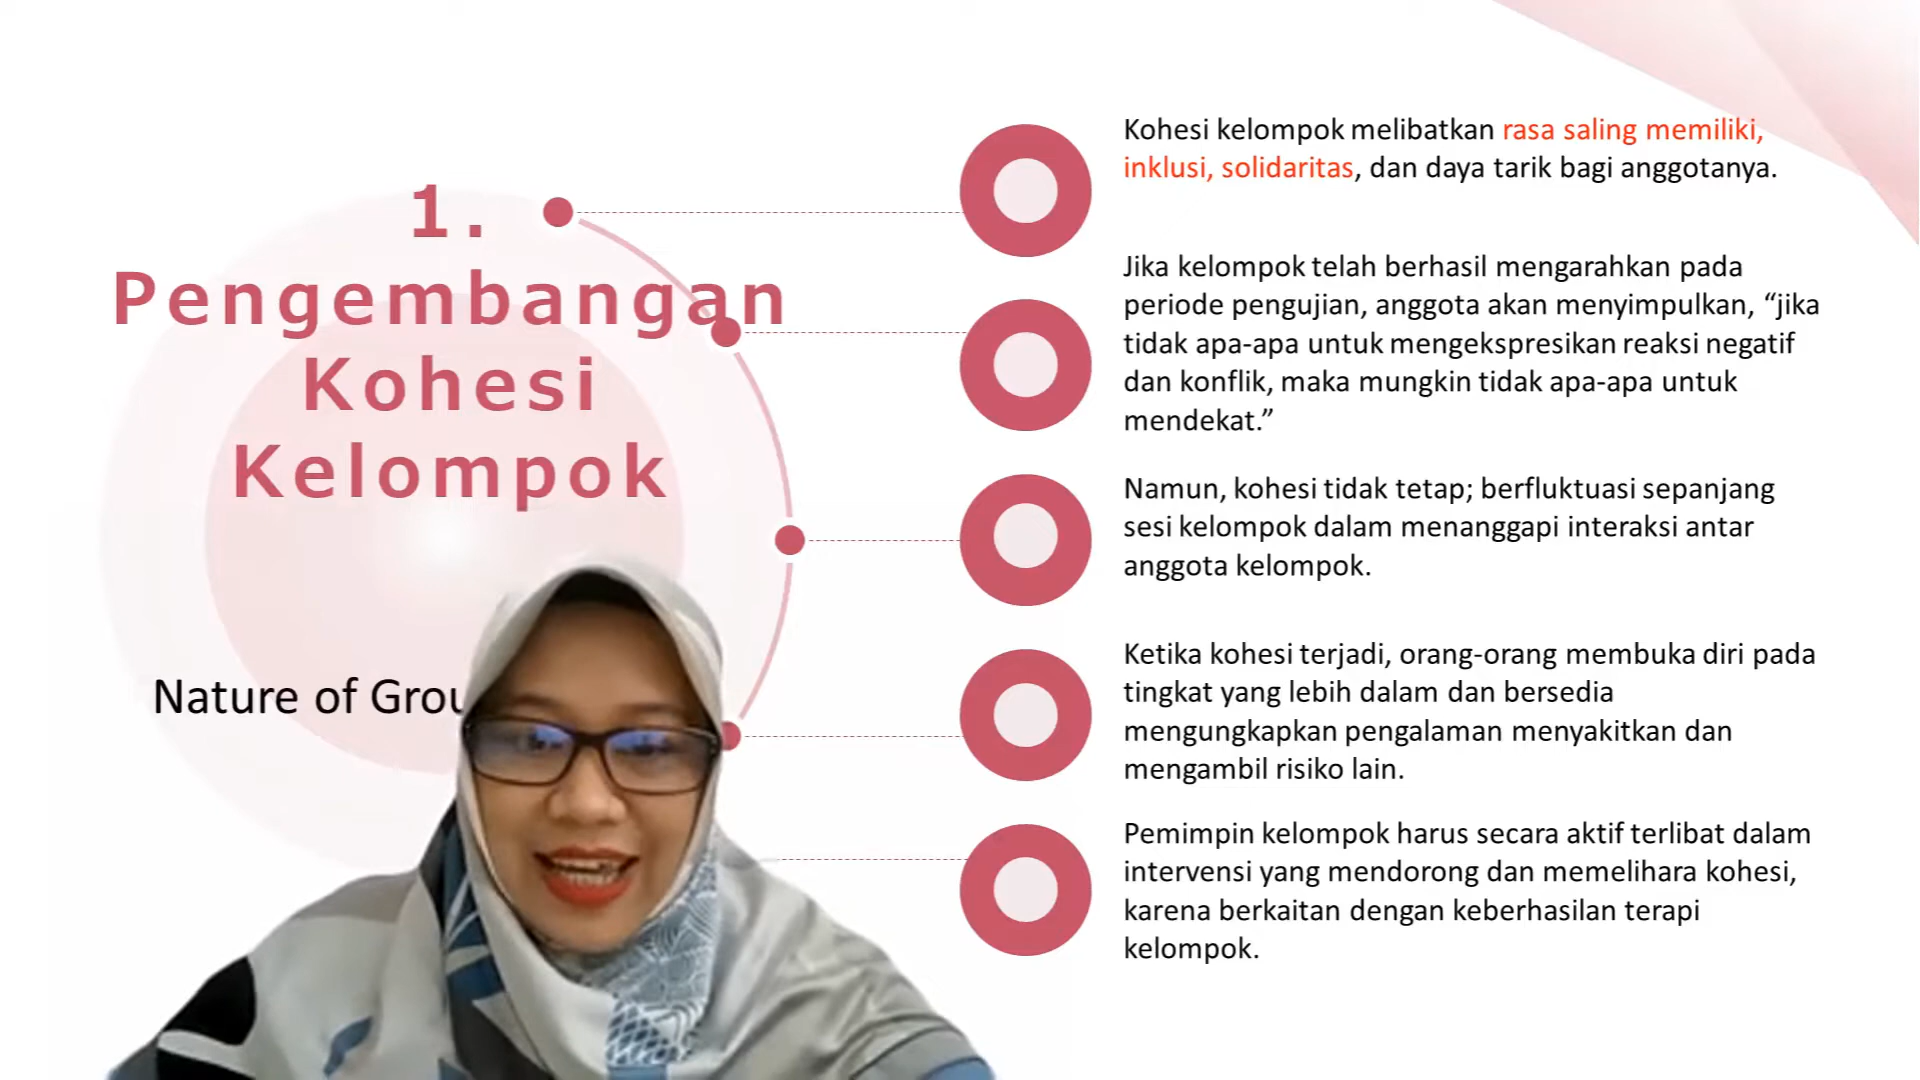 1.
Pengembangan
Kohesi
Kelompok
Nature of
Kohesi kelompok melibatkan rasa saling memiliki,
inklusi, solidaritas, dan daya tarik bagi anggotanya.
Jika kelompok telah berhasil mengarahkan pada
periode pengujian, anggota akan menyimpulkan, “jika
tidak apa-apa untuk mengekspresikan reaksi negatif
dan konflik, maka mungkin tidak apa-apa untuk
mendekat.”
Namun, kohesi tidak tetap; berfluktuasi sepanjang
sesi kelompok dalam menanggapi interaksi antar
anggota kelompok.
Ketika kohesi terjadi, orang-orang membuka diri pada
tingkat yang lebih dalam dan bersedia
mengungkapkan pengalaman menyakitkan dan
mengambil risiko lain.
Pemimpin kelompok harus secara aktif terlibat dalam
intervensi yang mendorong dan memelihara kohesi,
karena berkaitan dengan keberhasilan terapi
kelompok.